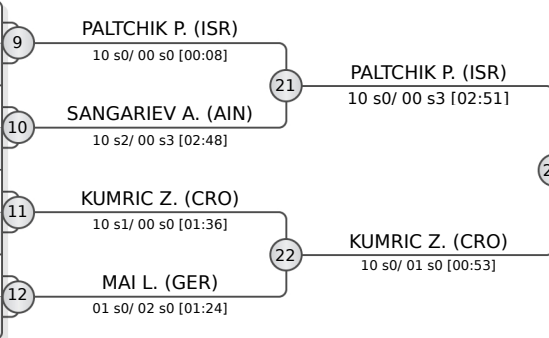 9
PALTCHIK P. (ISR)
10 s0/ 00 s0 [00:08]
21
PALTCHIK P. (ISR)
10 s0/ 00 s3 [02:51]
10
SANGARIEV A. (AIN)
10 s2/ 00 s3 [02:48]
11
KUMRIC Z. (CRO)
10 s1/ 00 s0 [01:36]
22
KUMRIC Z. (CRO)
10 s0/ 01 s0 [00:53]
12
MAI L. (GER)
01 s0/ 02 s0 [01:24]